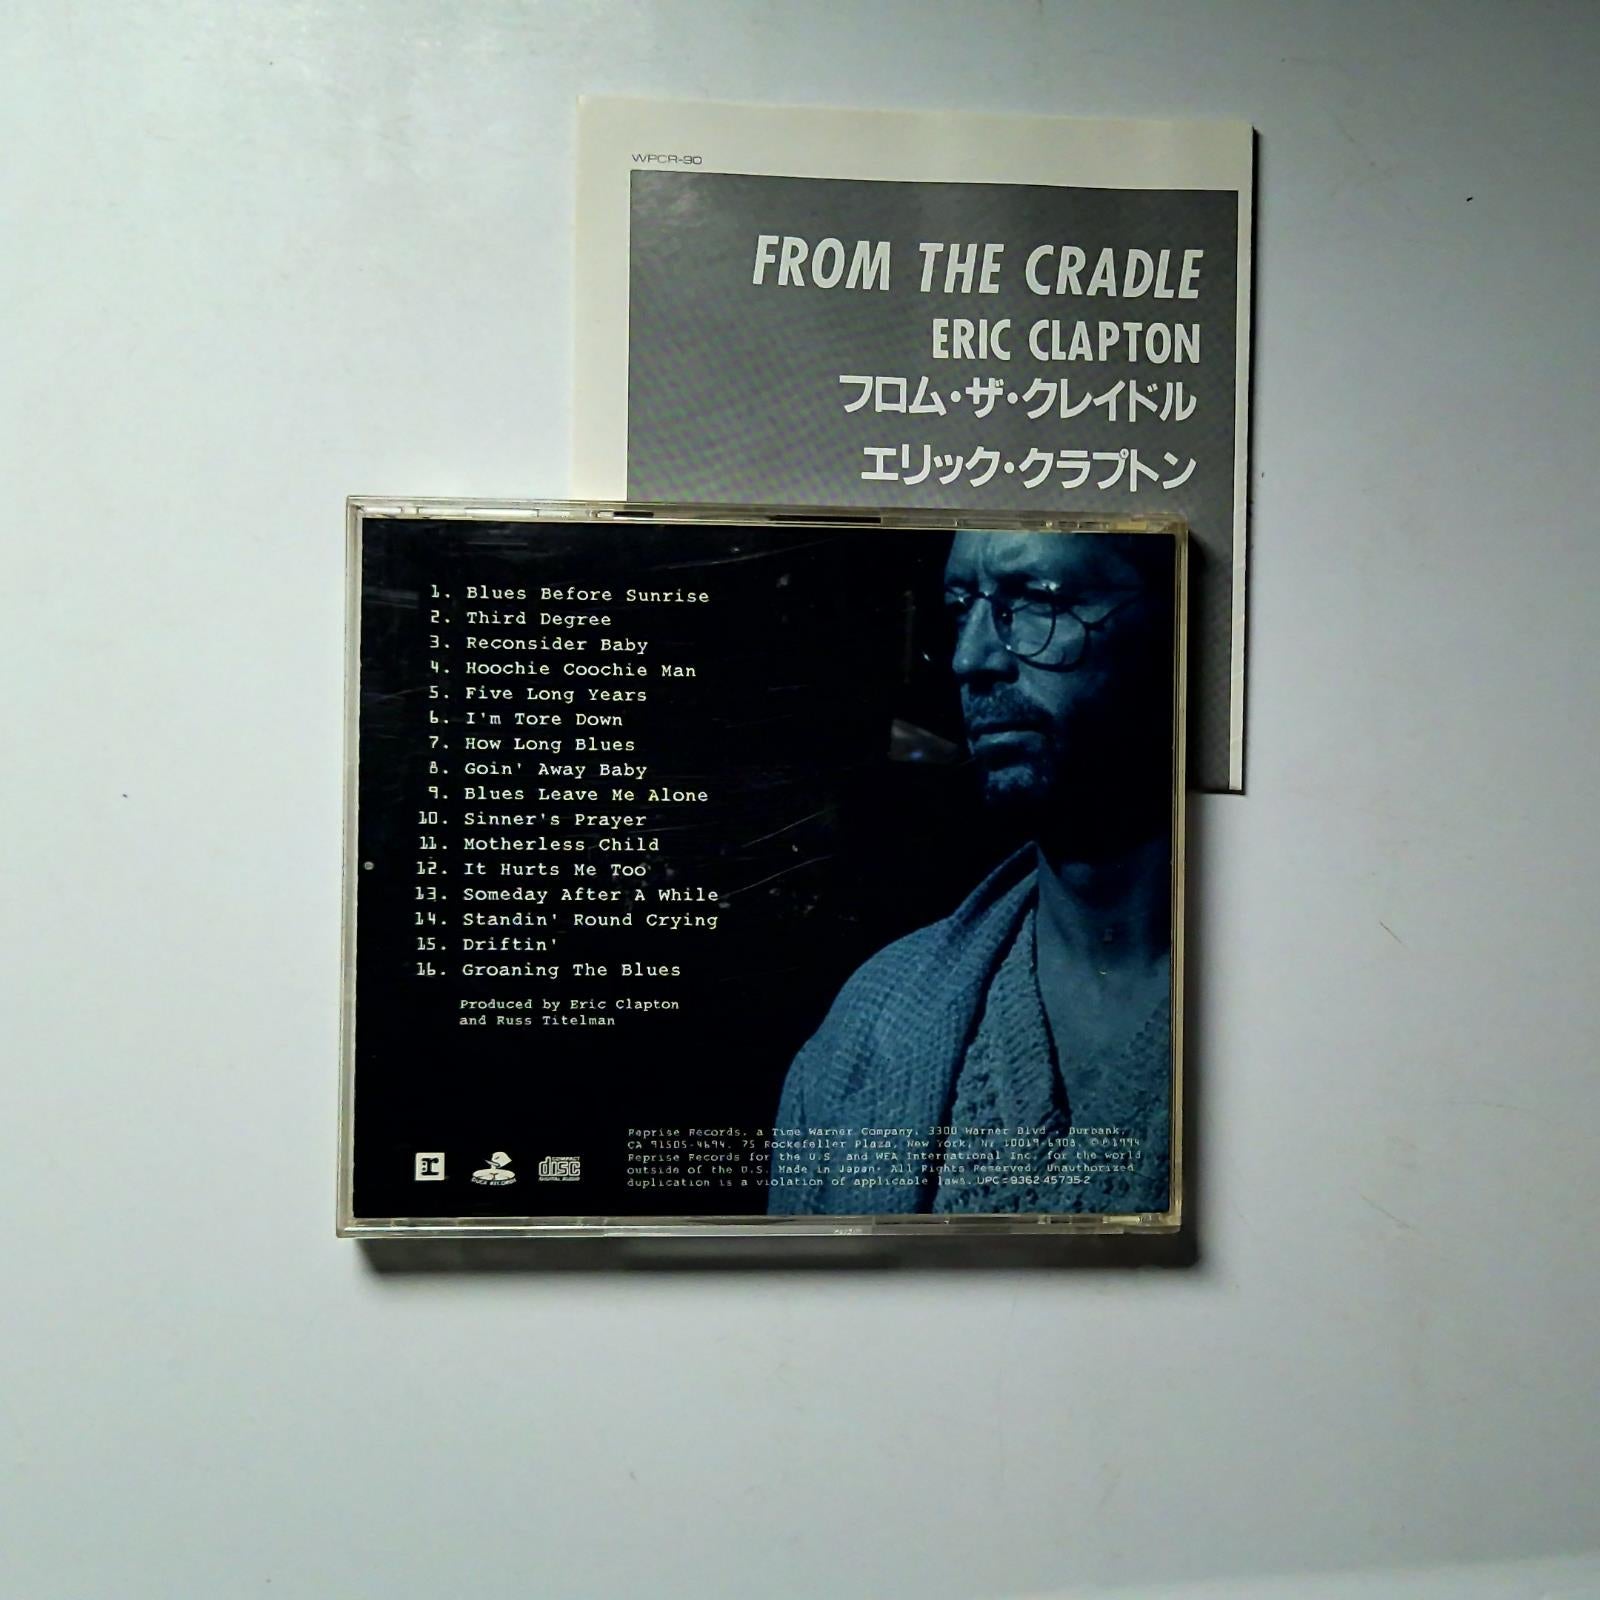 WPCR-90
FROM THE CRADLE
ERIC CLAPTON
フロム・ザ・クレイドル
エリック・クラプトン
1. Blues Before Sunrise
2. Third Degree
3. Reconsider Baby
4. Hoochie Coochie Man
5. Five Long Years
6. I'm Tore Down
7. How Long Blues
8. Goin' Away Baby
9. Blues Leave Me Alone
10. Sinner's Prayer
11. Motherless Child
12. It Hurts Me Too
13. Someday After A While
14. Standin' Round Crying
15. Driftin'
16. Groaning The Blues
Produced by Eric Clapton
and Russ Titelman
Reprise Records, a Time Warner Company, 3300 Warner Blvd., Burbank,
CA 91505-4694. 75 Rockefeller Plaza, New York, NY 10019-6908. ©℗1994
Reprise Records for the U.S. and WEA International Inc. for the world
outside of the U.S. Made in Japan. All Rights Reserved. Unauthorized
duplication is a violation of applicable laws. UPC=9362-45735-2
r
DUCK RECORDS
COMPACT
disc
DIGITAL AUDIO